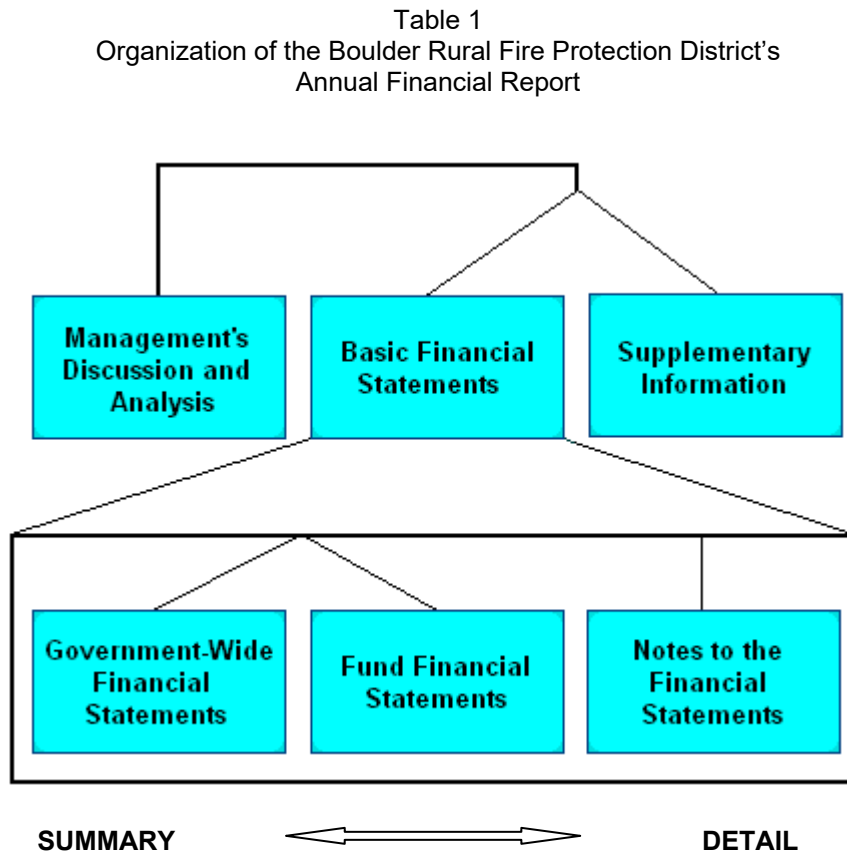 Table 1
Organization of the Boulder Rural Fire Protection District’s
Annual Financial Report
Management's
Discussion and
Analysis
Basic Financial
Statements
Supplementary
Information
Government-Wide
Financial
Statements
Fund Financial
Statements
Notes to the
Financial
Statements
SUMMARY
DETAIL